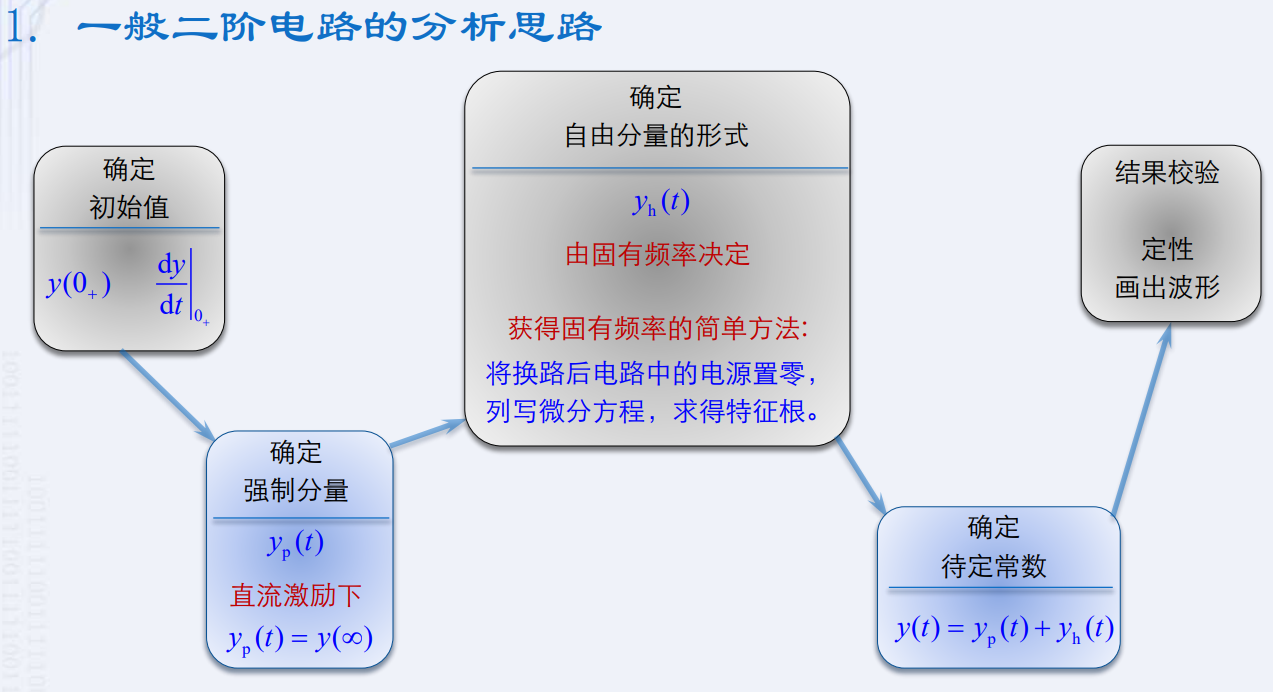 1. 一般二阶电路的分析思路
确定
初始值
y(0₊) dy/dt|0₊
确定
强制分量
yₚ(t)
直流激励下
yₚ(t) = y(∞)
确定
自由分量的形式
yₕ(t)
由固有频率决定
获得固有频率的简单方法:
将换路后电路中的电源置零，
列写微分方程，求得特征根。
确定
待定常数
y(t) = yₚ(t) + yₕ(t)
结果校验
定性
画出波形